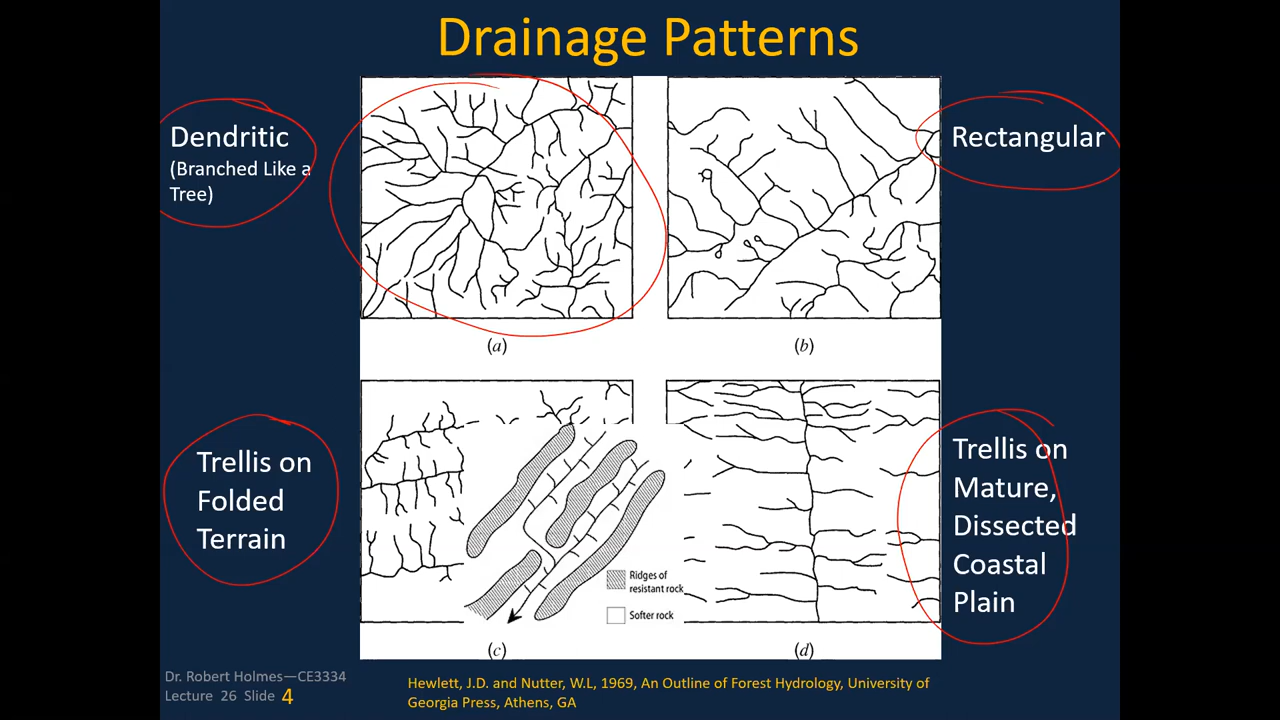 Drainage Patterns
Dendritic
(Branched Like a
Tree)
Rectangular
(a)
(b)
Trellis on
Folded
Terrain
Ridges of
resistant rock
Softer rock
Trellis on
Mature,
Dissected
Coastal
Plain
(c)
(d)
Dr. Robert Holmes—CE3334
Lecture 26 Slide 4
Hewlett, J.D. and Nutter, W.L, 1969, An Outline of Forest Hydrology, University of
Georgia Press, Athens, GA